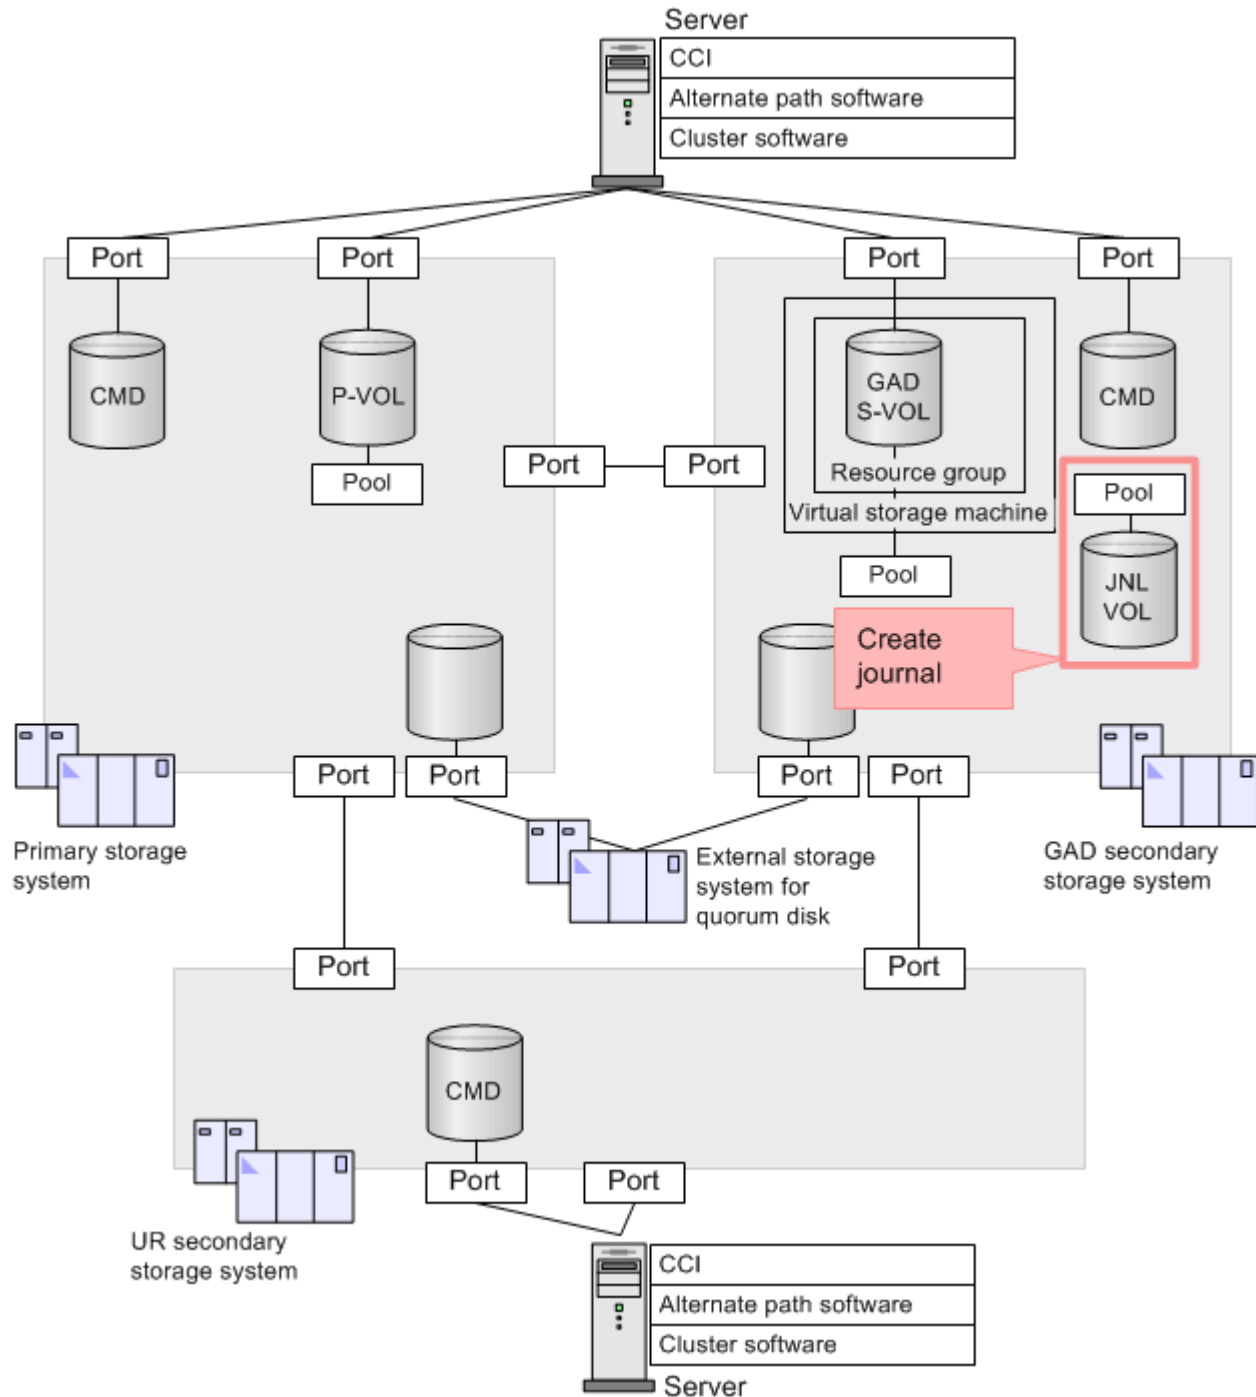 Server
CCI
Alternate path software
Cluster software
Port
Port
Port
Port
CMD
P-VOL
GAD
S-VOL
CMD
Port
Port
Resource group
Pool
Pool
Virtual storage machine
Pool
JNL
VOL
Create
journal
Port
Port
Port
Port
Primary storage
system
External storage
system for
quorum disk
GAD secondary
storage system
Port
Port
CMD
Port
Port
UR secondary
storage system
CCI
Alternate path software
Cluster software
Server